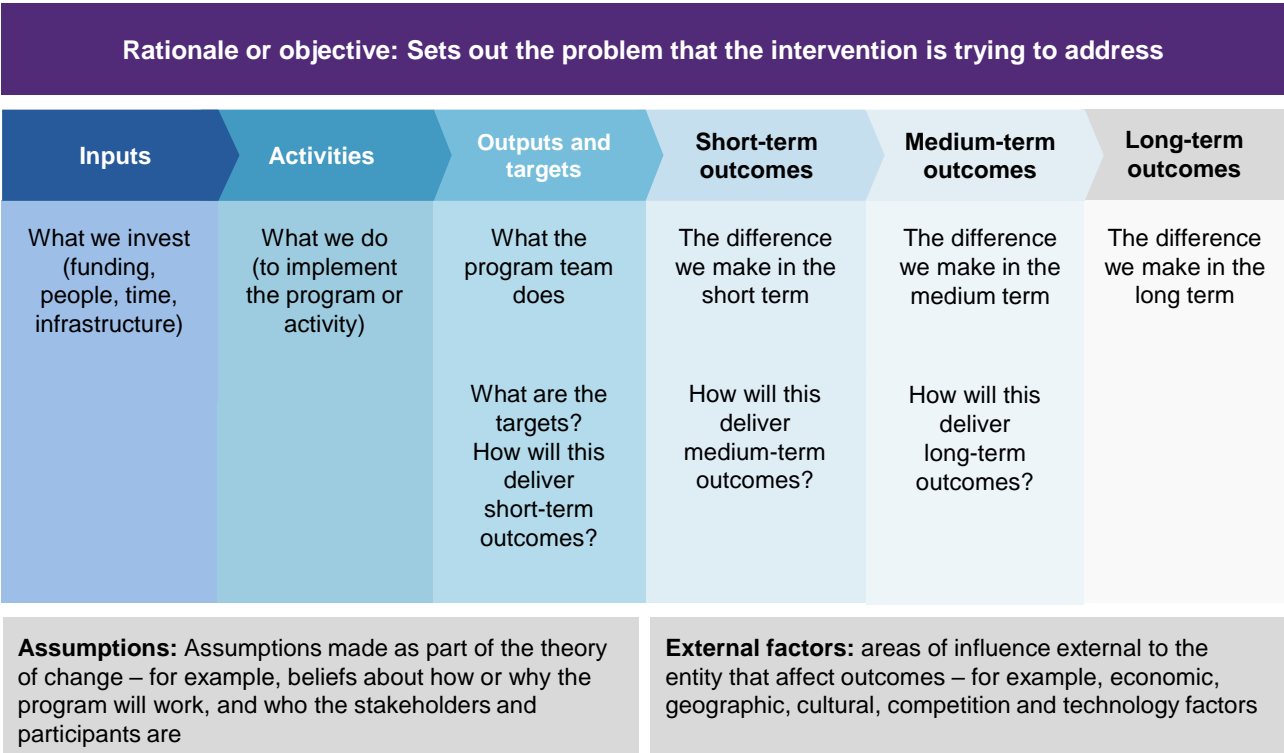 Rationale or objective: Sets out the problem that the intervention is trying to address
Inputs
Activities
Outputs and
targets
Short-term
outcomes
Medium-term
outcomes
Long-term
outcomes
What we invest
(funding,
people, time,
infrastructure)
What we do
(to implement
the program or
activity)
What the
program team
does
What are the
targets?
How will this
deliver
short-term
outcomes?
The difference
we make in the
short term
How will this
deliver
medium-term
outcomes?
The difference
we make in the
medium term
How will this
deliver
long-term
outcomes?
The difference
we make in the
long term
Assumptions: Assumptions made as part of the theory
of change – for example, beliefs about how or why the
program will work, and who the stakeholders and
participants are
External factors: areas of influence external to the
entity that affect outcomes – for example, economic,
geographic, cultural, competition and technology factors